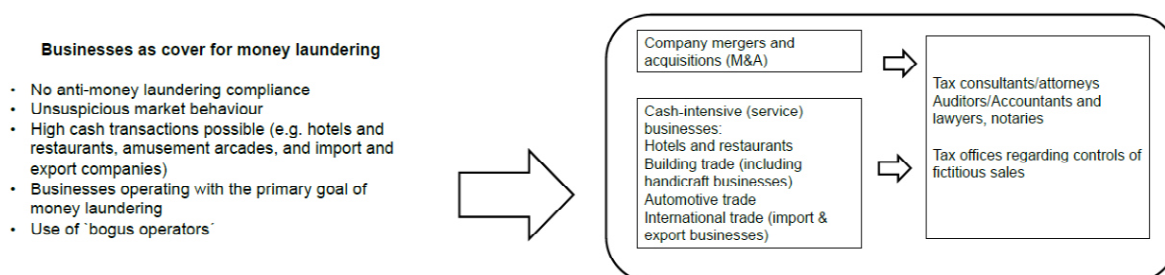 Businesses as cover for money laundering
• No anti-money laundering compliance
• Unsuspicious market behaviour
• High cash transactions possible (e.g. hotels and
restaurants, amusement arcades, and import and
export companies)
• Businesses operating with the primary goal of
money laundering
• Use of `bogus operators´
Company mergers and
acquisitions (M&A)
Cash-intensive (service)
businesses:
Hotels and restaurants
Building trade (including
handicraft businesses)
Automotive trade
International trade (import &
export businesses)
Tax consultants/attorneys
Auditors/Accountants and
lawyers, notaries
Tax offices regarding controls of
fictitious sales